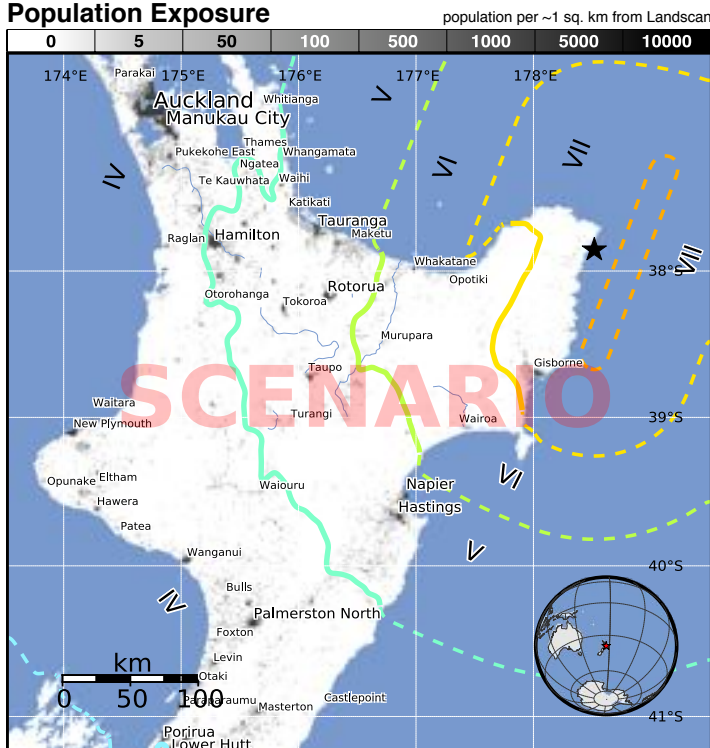 Population Exposure
population per ~1 sq. km from Landscan
0 5 50 100 500 1000 5000 10000
174°E 175°E 176°E 177°E 178°E
Parakai
Whitianga
Auckland
Manukau City
V
Thames
Pukekohe East
Whangamata
Ngatea
VI
VII
IV
Te Kauwhata
Waihi
Katikati
Tauranga
Maketu
Raglan
Hamilton
Whakatane
VIII
38°S
Opotiki
Rotorua
Otorohanga
Tokoroa
Murupara
Gisborne
Taupo
SCENARIO
Waitara
Turangi
39°S
New Plymouth
Wairoa
Opunake
Eltham
Waiouru
Napier
VI
Hawera
Hastings
Patea
V
Wanganui
40°S
Bulls
IV
Palmerston North
Foxton
Levin
km
Otaki
0 50 100
Paraparaumu
Castlepoint
Masterton
41°S
Porirua
Lower Hutt